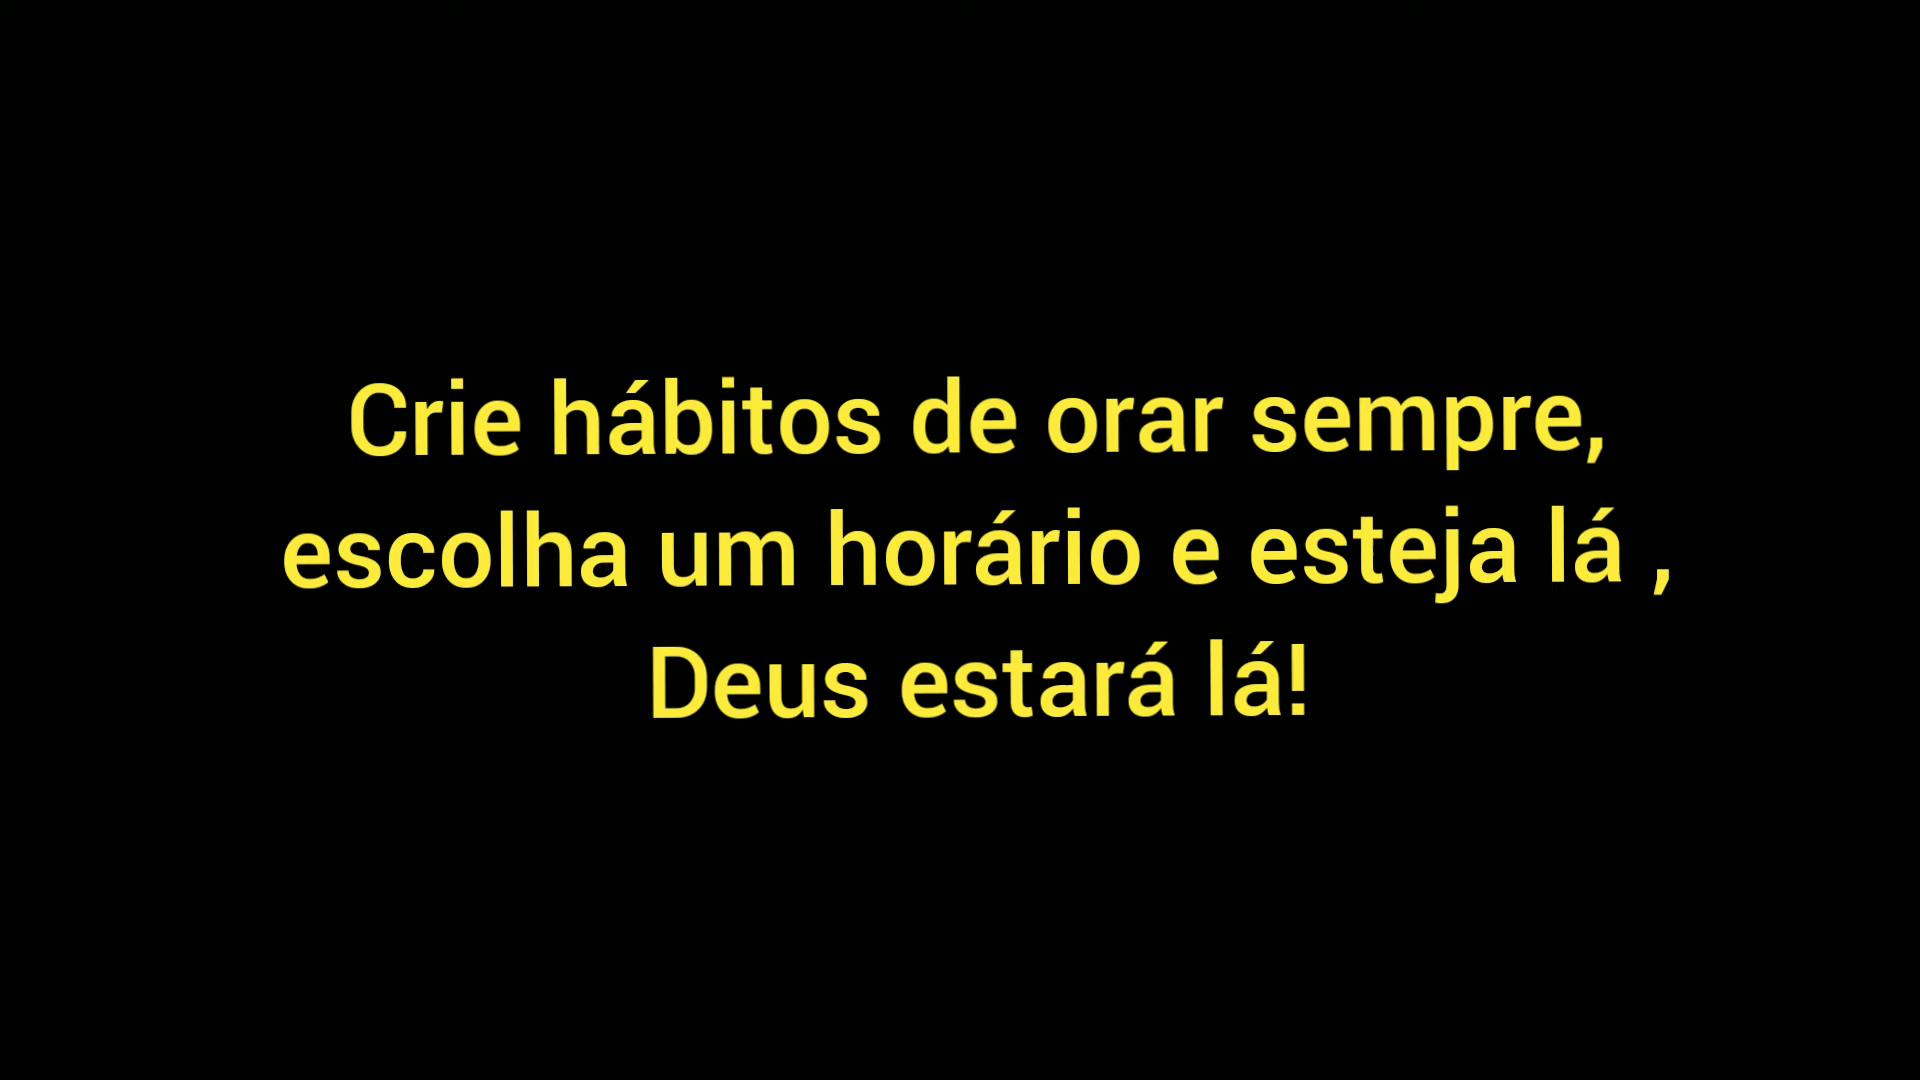 Crie hábitos de orar sempre,
escolha um horário e esteja lá ,
Deus estará lá!